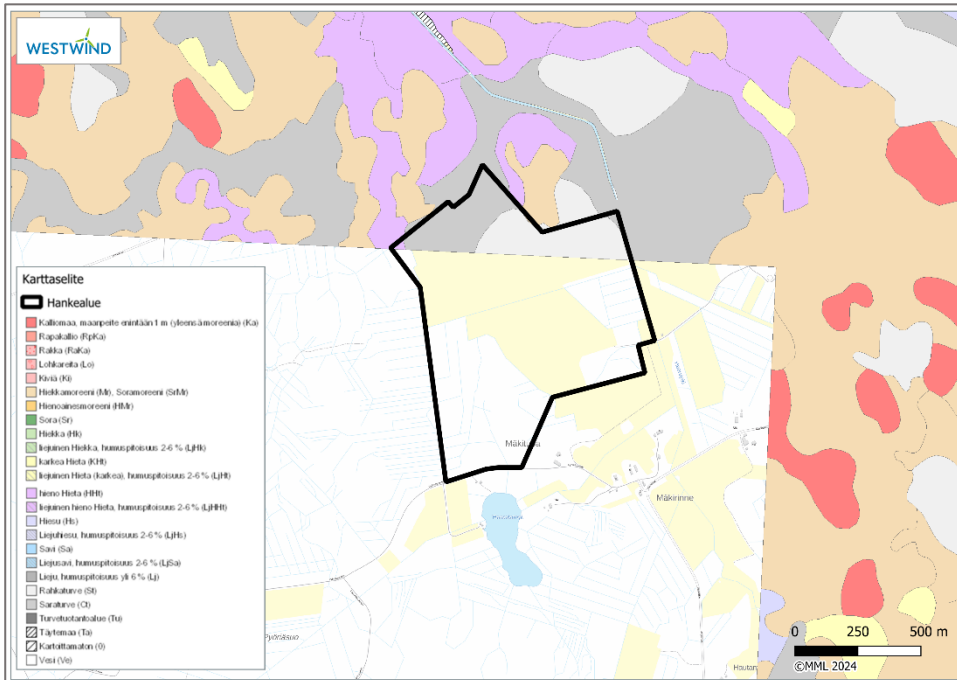 WESTWIND
Karttaselite
Hankealue
Kalliomaa, maanpeite enintään 1 m (yleensä moreenia) (Ka)
Rapakallio (RpKa)
Rakka (RaKa)
Lohkareita (Lo)
Kiviä (Ki)
Hiekkamoreeni (Mr), Soramoreeni (SrMr)
Hienoainesmoreeni (HMr)
Sora (Sr)
Hiekka (Hk)
liejuinen Hiekka, humuspitoisuus 2-6 % (LjHk)
karkea Hieta (KHt)
liejuinen Hieta (karkea), humuspitoisuus 2-6 % (LjHt)
hieno Hieta (HHt)
liejuinen hieno Hieta, humuspitoisuus 2-6 % (LjHHt)
Hiesu (Hs)
Liejuhiesu, humuspitoisuus 2-6 % (LjHs)
Savi (Sa)
Liejusavi, humuspitoisuus 2-6 % (LjSa)
Lieju, humuspitoisuus yli 6 % (Lj)
Rahkaturve (St)
Saraturve (Ct)
Turvetuotantoalue (Tu)
Täytemaa (Ta)
Kartoittamaton (0)
Vesi (Ve)
Mäkirinne
Pyöriäsuo
Hautan
0 250 500 m
©MML 2024